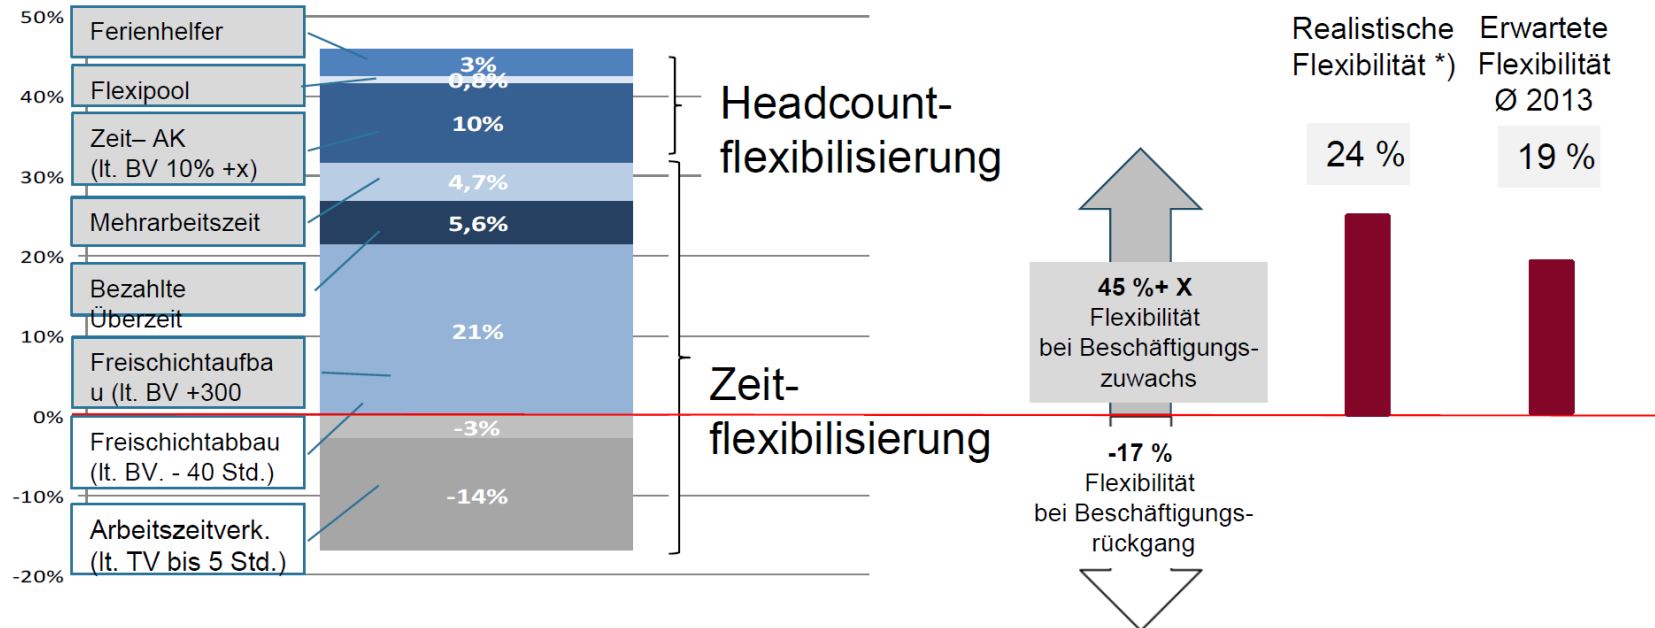 50%
40%
30%
20%
10%
0%
-10%
-20%
Ferienhelfer
Flexipool
Zeit– AK
(lt. BV 10% +x)
Mehrarbeitszeit
Bezahlte
Überzeit
Freischichtaufba
u (lt. BV +300
Freischichtabbau
(lt. BV. - 40 Std.)
Arbeitszeitverk.
(lt. TV bis 5 Std.)
3%
0,8%
10%
4,7%
5,6%
21%
-3%
-14%
Headcount-
flexibilisierung
Zeit-
flexibilisierung
45 %+ X
Flexibilität
bei Beschäftigungs-
zuwachs
-17 %
Flexibilität
bei Beschäftigungs-
rückgang
Realistische
Flexibilität *)
24 %
Erwartete
Flexibilität
Ø 2013
19 %